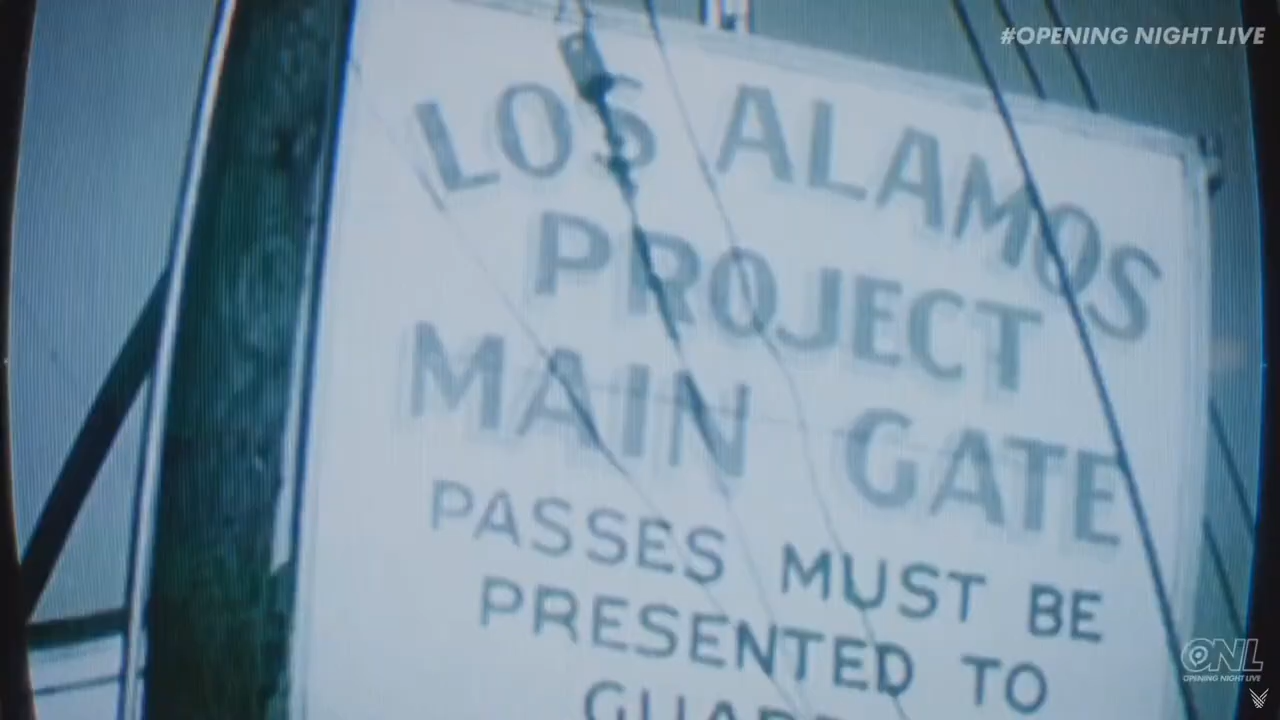 #OPENING NIGHT LIVE
LOS ALAMOS
PROJECT
MAIN GATE
PASSES MUST BE
PRESENTED TO
ONL
OPENING NIGHT LIVE